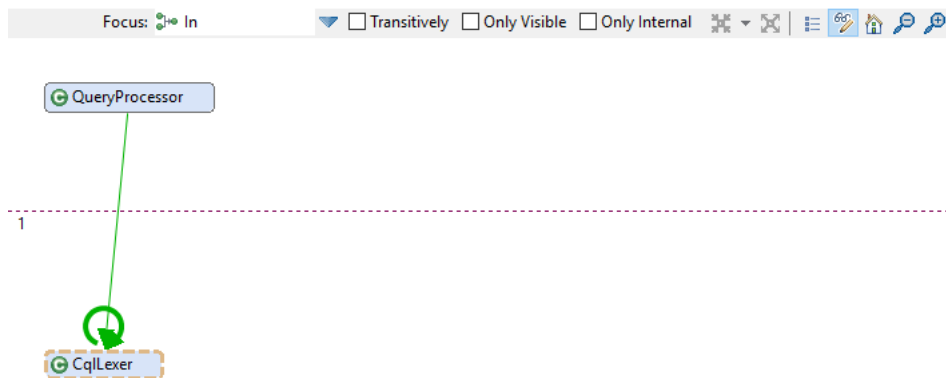 Focus: In Transitively Only Visible Only Internal
QueryProcessor
1
CqlLexer